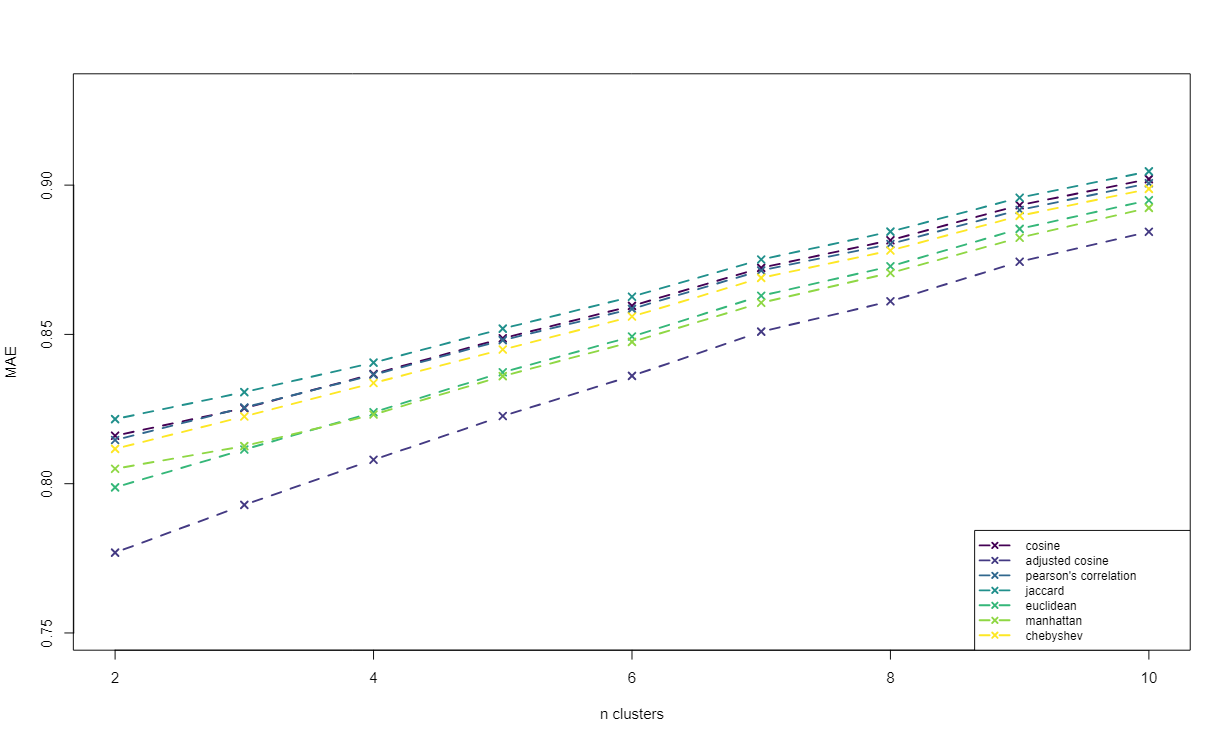 MAE
0.90
0.85
0.80
0.75
2
4
6
8
10
n clusters
cosine
adjusted cosine
pearson's correlation
jaccard
euclidean
manhattan
chebyshev